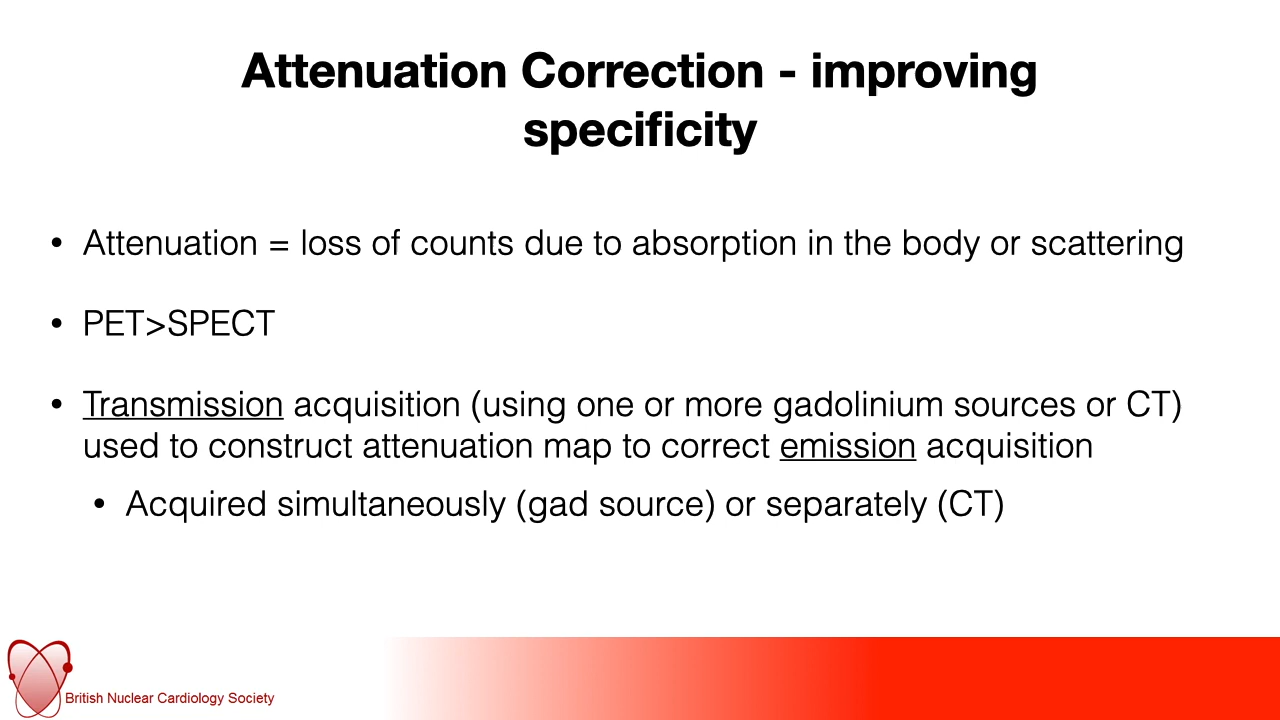 Attenuation Correction - improving
specificity
• Attenuation = loss of counts due to absorption in the body or scattering
• PET>SPECT
• Transmission acquisition (using one or more gadolinium sources or CT)
used to construct attenuation map to correct emission acquisition
• Acquired simultaneously (gad source) or separately (CT)
British Nuclear Cardiology Society